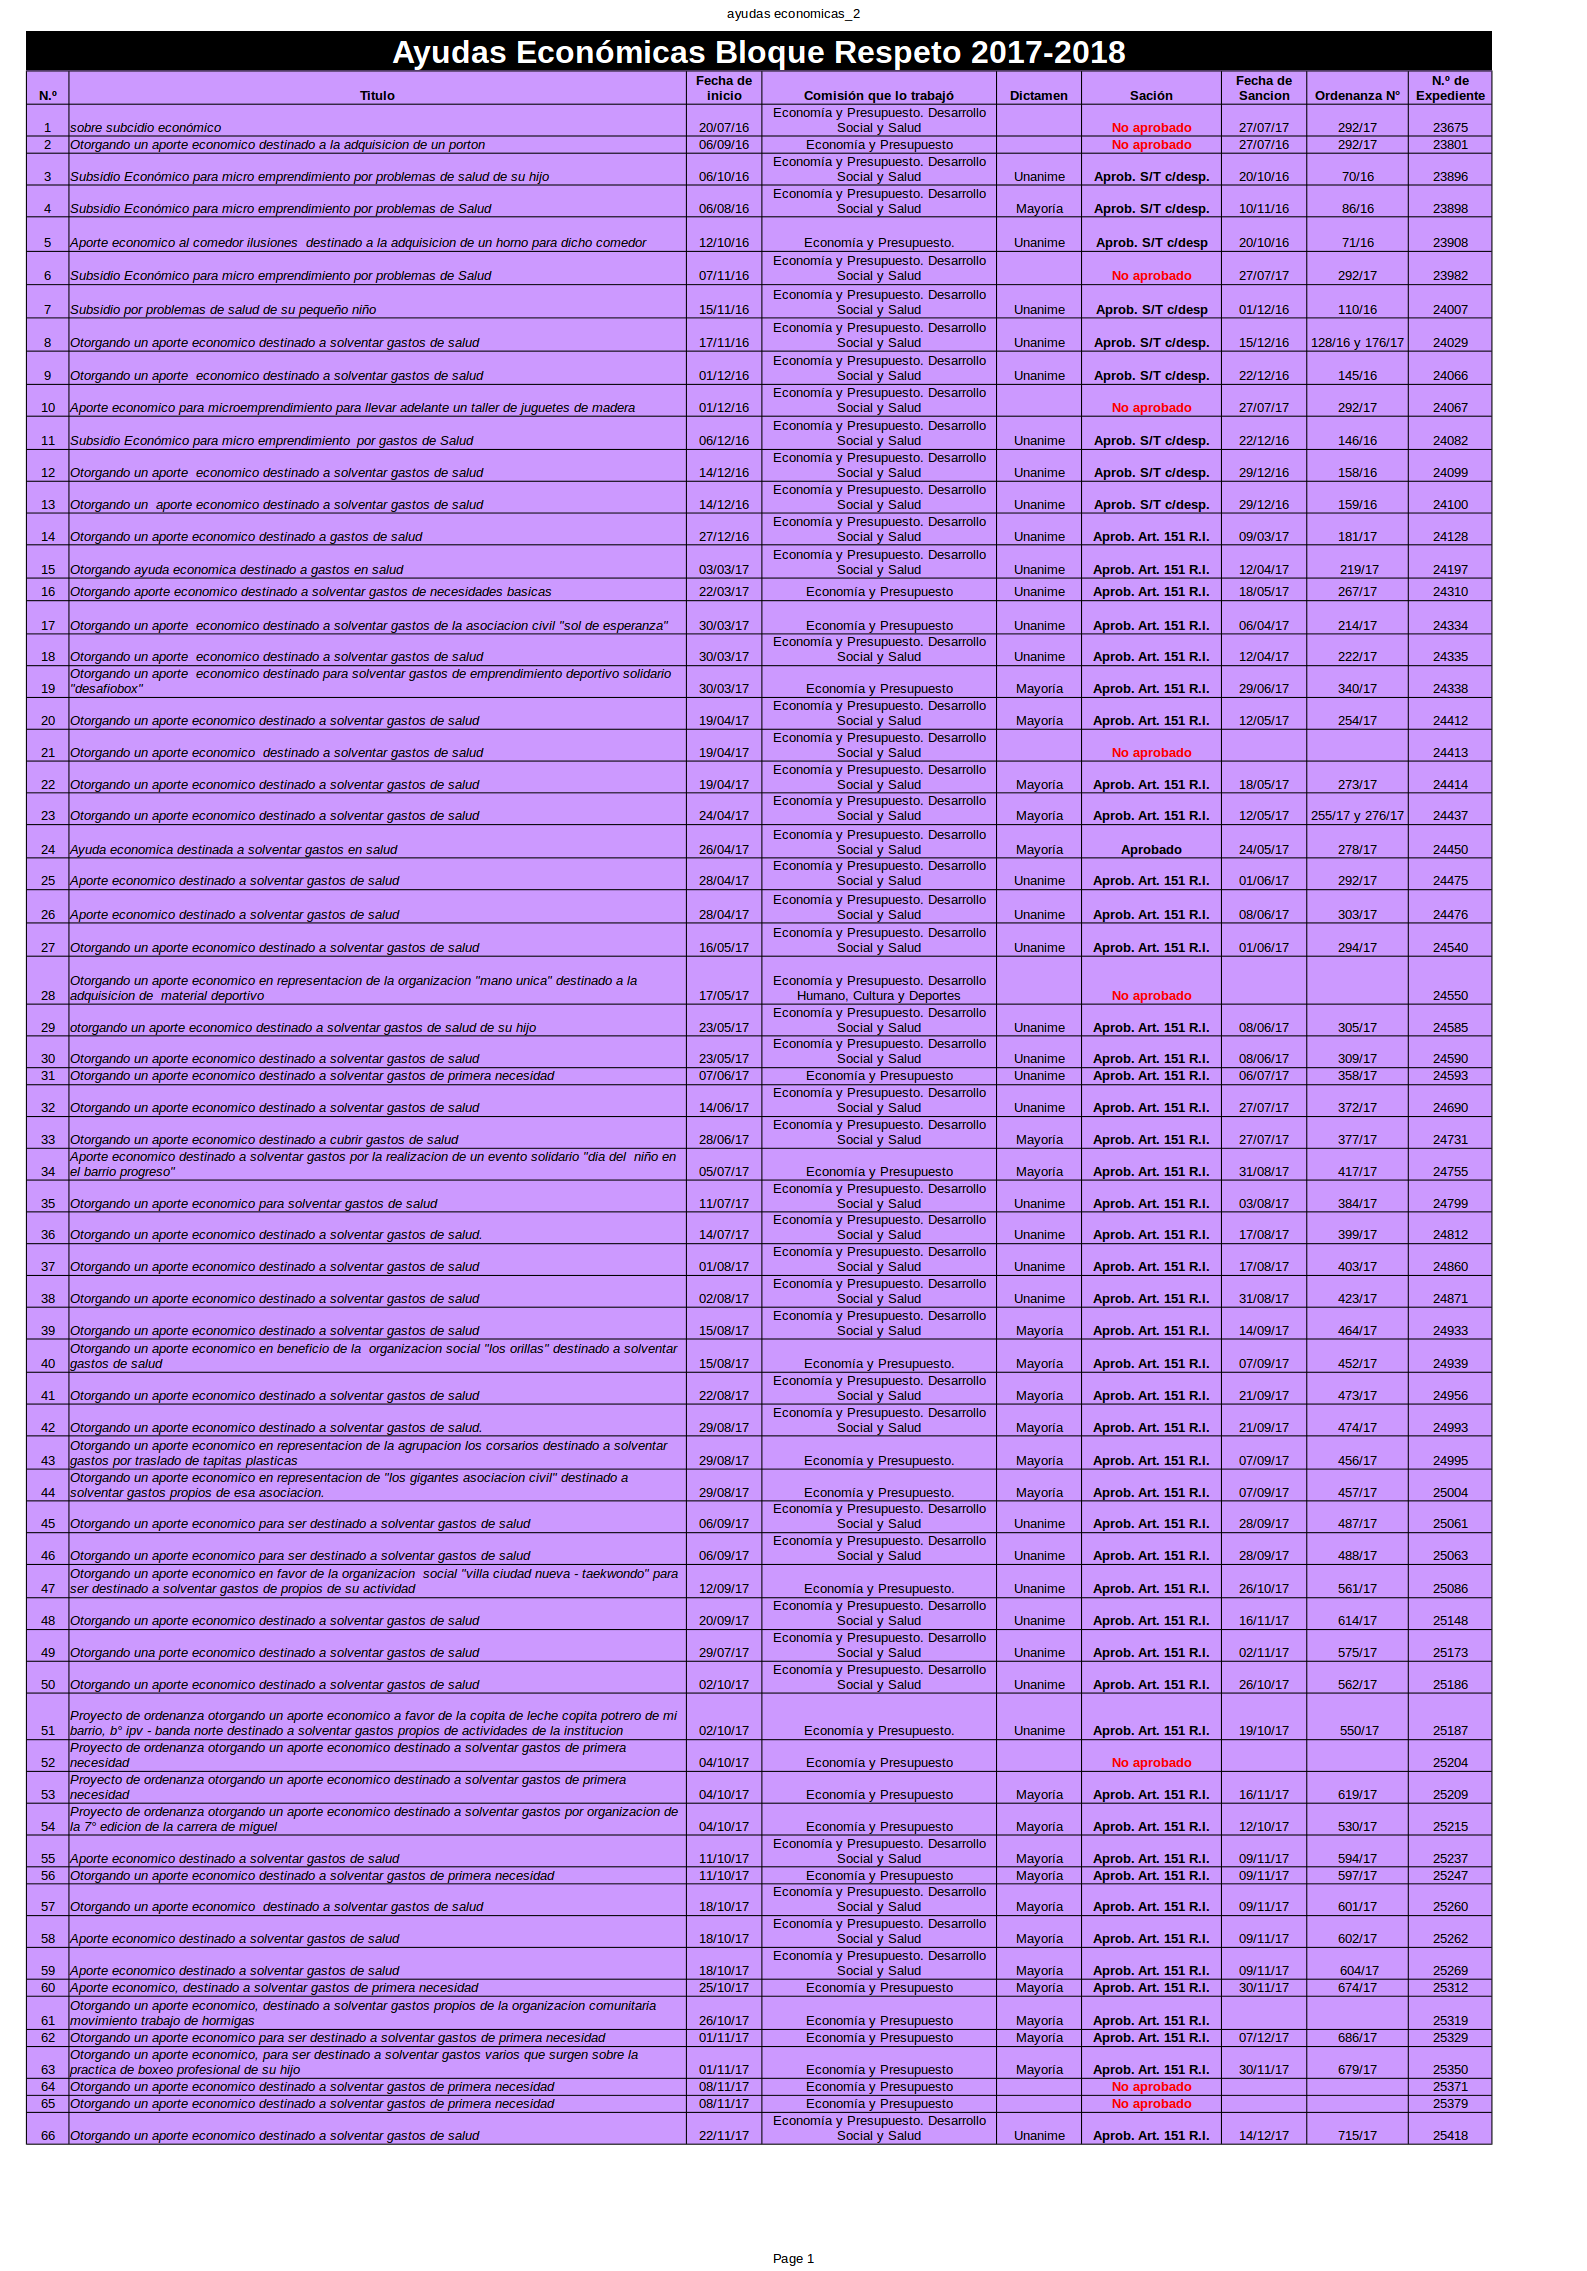 ayudas economicas_2
Ayudas Económicas Bloque Respeto 2017-2018
N.º Titulo Fecha de inicio Comisión que lo trabajó Dictamen Sación Fecha de Sancion Ordenanza N° N.º de Expediente
1 sobre subcidio económico 20/07/16 Economía y Presupuesto. Desarrollo Social y Salud No aprobado 27/07/17 292/17 23675
2 Otorgando un aporte economico destinado a la adquisicion de un porton 06/09/16 Economía y Presupuesto No aprobado 27/07/16 292/17 23801
3 Subsidio Económico para micro emprendimiento por problemas de salud de su hijo 06/10/16 Economía y Presupuesto. Desarrollo Social y Salud Unanime Aprob. S/T c/desp. 20/10/16 70/16 23896
4 Subsidio Económico para micro emprendimiento por problemas de Salud 06/08/16 Economía y Presupuesto. Desarrollo Social y Salud Mayoría Aprob. S/T c/desp. 10/11/16 86/16 23898
5 Aporte economico al comedor ilusiones destinado a la adquisicion de un horno para dicho comedor 12/10/16 Economía y Presupuesto. Unanime Aprob. S/T c/desp 20/10/16 71/16 23908
6 Subsidio Económico para micro emprendimiento por problemas de Salud 07/11/16 Economía y Presupuesto. Desarrollo Social y Salud No aprobado 27/07/17 292/17 23982
7 Subsidio por problemas de salud de su pequeño niño 15/11/16 Economía y Presupuesto. Desarrollo Social y Salud Unanime Aprob. S/T c/desp 01/12/16 110/16 24007
8 Otorgando un aporte economico destinado a solventar gastos de salud 17/11/16 Economía y Presupuesto. Desarrollo Social y Salud Unanime Aprob. S/T c/desp. 15/12/16 128/16 y 176/17 24029
9 Otorgando un aporte economico destinado a solventar gastos de salud 01/12/16 Economía y Presupuesto. Desarrollo Social y Salud Unanime Aprob. S/T c/desp. 22/12/16 145/16 24066
10 Aporte economico para microemprendimiento para llevar adelante un taller de juguetes de madera 01/12/16 Economía y Presupuesto. Desarrollo Social y Salud No aprobado 27/07/17 292/17 24067
11 Subsidio Económico para micro emprendimiento por gastos de Salud 06/12/16 Economía y Presupuesto. Desarrollo Social y Salud Unanime Aprob. S/T c/desp. 22/12/16 146/16 24082
12 Otorgando un aporte economico destinado a solventar gastos de salud 14/12/16 Economía y Presupuesto. Desarrollo Social y Salud Unanime Aprob. S/T c/desp. 29/12/16 158/16 24099
13 Otorgando un aporte economico destinado a solventar gastos de salud 14/12/16 Economía y Presupuesto. Desarrollo Social y Salud Unanime Aprob. S/T c/desp. 29/12/16 159/16 24100
14 Otorgando un aporte economico destinado a gastos de salud 27/12/16 Economía y Presupuesto. Desarrollo Social y Salud Unanime Aprob. Art. 151 R.I. 09/03/17 181/17 24128
15 Otorgando ayuda economica destinado a gastos en salud 03/03/17 Economía y Presupuesto. Desarrollo Social y Salud Unanime Aprob. Art. 151 R.I. 12/04/17 219/17 24197
16 Otorgando aporte economico destinado a solventar gastos de necesidades basicas 22/03/17 Economía y Presupuesto Unanime Aprob. Art. 151 R.I. 18/05/17 267/17 24310
17 Otorgando un aporte economico destinado a solventar gastos de la asociacion civil "sol de esperanza" 30/03/17 Economía y Presupuesto Unanime Aprob. Art. 151 R.I. 06/04/17 214/17 24334
18 Otorgando un aporte economico destinado a solventar gastos de salud 30/03/17 Economía y Presupuesto. Desarrollo Social y Salud Unanime Aprob. Art. 151 R.I. 12/04/17 222/17 24335
19 Otorgando un aporte economico destinado para solventar gastos de emprendimiento deportivo solidario "desafiobox" 30/03/17 Economía y Presupuesto Mayoría Aprob. Art. 151 R.I. 29/06/17 340/17 24338
20 Otorgando un aporte economico destinado a solventar gastos de salud 19/04/17 Economía y Presupuesto. Desarrollo Social y Salud Mayoría Aprob. Art. 151 R.I. 12/05/17 254/17 24412
21 Otorgando un aporte economico destinado a solventar gastos de salud 19/04/17 Economía y Presupuesto. Desarrollo Social y Salud No aprobado 24413
22 Otorgando un aporte economico destinado a solventar gastos de salud 19/04/17 Economía y Presupuesto. Desarrollo Social y Salud Mayoría Aprob. Art. 151 R.I. 18/05/17 273/17 24414
23 Otorgando un aporte economico destinado a solventar gastos de salud 24/04/17 Economía y Presupuesto. Desarrollo Social y Salud Mayoría Aprob. Art. 151 R.I. 12/05/17 255/17 y 276/17 24437
24 Ayuda economica destinada a solventar gastos en salud 26/04/17 Economía y Presupuesto. Desarrollo Social y Salud Mayoría Aprobado 24/05/17 278/17 24450
25 Aporte economico destinado a solventar gastos de salud 28/04/17 Economía y Presupuesto. Desarrollo Social y Salud Unanime Aprob. Art. 151 R.I. 01/06/17 292/17 24475
26 Aporte economico destinado a solventar gastos de salud 28/04/17 Economía y Presupuesto. Desarrollo Social y Salud Unanime Aprob. Art. 151 R.I. 08/06/17 303/17 24476
27 Otorgando un aporte economico destinado a solventar gastos de salud 16/05/17 Economía y Presupuesto. Desarrollo Social y Salud Unanime Aprob. Art. 151 R.I. 01/06/17 294/17 24540
28 Otorgando un aporte economico en representacion de la organizacion "mano unica" destinado a la adquisicion de material deportivo 17/05/17 Economía y Presupuesto. Desarrollo Humano, Cultura y Deportes No aprobado 24550
29 otorgando un aporte economico destinado a solventar gastos de salud de su hijo 23/05/17 Economía y Presupuesto. Desarrollo Social y Salud Unanime Aprob. Art. 151 R.I. 08/06/17 305/17 24585
30 Otorgando un aporte economico destinado a solventar gastos de salud 23/05/17 Economía y Presupuesto. Desarrollo Social y Salud Unanime Aprob. Art. 151 R.I. 08/06/17 309/17 24590
31 Otorgando un aporte economico destinado a solventar gastos de primera necesidad 07/06/17 Economía y Presupuesto Unanime Aprob. Art. 151 R.I. 06/07/17 358/17 24593
32 Otorgando un aporte economico destinado a solventar gastos de salud 14/06/17 Economía y Presupuesto. Desarrollo Social y Salud Unanime Aprob. Art. 151 R.I. 27/07/17 372/17 24690
33 Otorgando un aporte economico destinado a cubrir gastos de salud 28/06/17 Economía y Presupuesto. Desarrollo Social y Salud Mayoría Aprob. Art. 151 R.I. 27/07/17 377/17 24731
34 Aporte economico destinado a solventar gastos por la realizacion de un evento solidario "dia del niño en el barrio progreso" 05/07/17 Economía y Presupuesto Mayoría Aprob. Art. 151 R.I. 31/08/17 417/17 24755
35 Otorgando un aporte economico para solventar gastos de salud 11/07/17 Economía y Presupuesto. Desarrollo Social y Salud Unanime Aprob. Art. 151 R.I. 03/08/17 384/17 24799
36 Otorgando un aporte economico destinado a solventar gastos de salud. 14/07/17 Economía y Presupuesto. Desarrollo Social y Salud Unanime Aprob. Art. 151 R.I. 17/08/17 399/17 24812
37 Otorgando un aporte economico destinado a solventar gastos de salud 01/08/17 Economía y Presupuesto. Desarrollo Social y Salud Unanime Aprob. Art. 151 R.I. 17/08/17 403/17 24860
38 Otorgando un aporte economico destinado a solventar gastos de salud 02/08/17 Economía y Presupuesto. Desarrollo Social y Salud Unanime Aprob. Art. 151 R.I. 31/08/17 423/17 24871
39 Otorgando un aporte economico destinado a solventar gastos de salud 15/08/17 Economía y Presupuesto. Desarrollo Social y Salud Mayoría Aprob. Art. 151 R.I. 14/09/17 464/17 24933
40 Otorgando un aporte economico en beneficio de la organizacion social "los orillas" destinado a solventar gastos de salud 15/08/17 Economía y Presupuesto. Mayoría Aprob. Art. 151 R.I. 07/09/17 452/17 24939
41 Otorgando un aporte economico destinado a solventar gastos de salud 22/08/17 Economía y Presupuesto. Desarrollo Social y Salud Mayoría Aprob. Art. 151 R.I. 21/09/17 473/17 24956
42 Otorgando un aporte economico destinado a solventar gastos de salud. 29/08/17 Economía y Presupuesto. Desarrollo Social y Salud Mayoría Aprob. Art. 151 R.I. 21/09/17 474/17 24993
43 Otorgando un aporte economico en representacion de la agrupacion los corsarios destinado a solventar gastos por traslado de tapitas plasticas 29/08/17 Economía y Presupuesto. Mayoría Aprob. Art. 151 R.I. 07/09/17 456/17 24995
44 Otorgando un aporte economico en representacion de "los gigantes asociacion civil" destinado a solventar gastos propios de esa asociacion. 29/08/17 Economía y Presupuesto. Mayoría Aprob. Art. 151 R.I. 07/09/17 457/17 25004
45 Otorgando un aporte economico para ser destinado a solventar gastos de salud 06/09/17 Economía y Presupuesto. Desarrollo Social y Salud Unanime Aprob. Art. 151 R.I. 28/09/17 487/17 25061
46 Otorgando un aporte economico para ser destinado a solventar gastos de salud 06/09/17 Economía y Presupuesto. Desarrollo Social y Salud Unanime Aprob. Art. 151 R.I. 28/09/17 488/17 25063
47 Otorgando un aporte economico en favor de la organizacion social "villa ciudad nueva - taekwondo" para ser destinado a solventar gastos de propios de su actividad 12/09/17 Economía y Presupuesto. Unanime Aprob. Art. 151 R.I. 26/10/17 561/17 25086
48 Otorgando un aporte economico destinado a solventar gastos de salud 20/09/17 Economía y Presupuesto. Desarrollo Social y Salud Unanime Aprob. Art. 151 R.I. 16/11/17 614/17 25148
49 Otorgando una porte economico destinado a solventar gastos de salud 29/07/17 Economía y Presupuesto. Desarrollo Social y Salud Unanime Aprob. Art. 151 R.I. 02/11/17 575/17 25173
50 Otorgando un aporte economico destinado a solventar gastos de salud 02/10/17 Economía y Presupuesto. Desarrollo Social y Salud Unanime Aprob. Art. 151 R.I. 26/10/17 562/17 25186
51 Proyecto de ordenanza otorgando un aporte economico a favor de la copita de leche copita potrero de mi barrio, b° ipv - banda norte destinado a solventar gastos propios de actividades de la institucion 02/10/17 Economía y Presupuesto. Unanime Aprob. Art. 151 R.I. 19/10/17 550/17 25187
52 Proyecto de ordenanza otorgando un aporte economico destinado a solventar gastos de primera necesidad 04/10/17 Economía y Presupuesto No aprobado 25204
53 Proyecto de ordenanza otorgando un aporte economico destinado a solventar gastos de primera necesidad 04/10/17 Economía y Presupuesto Mayoría Aprob. Art. 151 R.I. 16/11/17 619/17 25209
54 Proyecto de ordenanza otorgando un aporte economico destinado a solventar gastos por organizacion de la 7° edicion de la carrera de miguel 04/10/17 Economía y Presupuesto Mayoría Aprob. Art. 151 R.I. 12/10/17 530/17 25215
55 Aporte economico destinado a solventar gastos de salud 11/10/17 Economía y Presupuesto. Desarrollo Social y Salud Mayoría Aprob. Art. 151 R.I. 09/11/17 594/17 25237
56 Otorgando un aporte economico destinado a solventar gastos de primera necesidad 11/10/17 Economía y Presupuesto Mayoría Aprob. Art. 151 R.I. 09/11/17 597/17 25247
57 Otorgando un aporte economico destinado a solventar gastos de salud 18/10/17 Economía y Presupuesto. Desarrollo Social y Salud Mayoría Aprob. Art. 151 R.I. 09/11/17 601/17 25260
58 Aporte economico destinado a solventar gastos de salud 18/10/17 Economía y Presupuesto. Desarrollo Social y Salud Mayoría Aprob. Art. 151 R.I. 09/11/17 602/17 25262
59 Aporte economico destinado a solventar gastos de salud 18/10/17 Economía y Presupuesto. Desarrollo Social y Salud Mayoría Aprob. Art. 151 R.I. 09/11/17 604/17 25269
60 Aporte economico, destinado a solventar gastos de primera necesidad 25/10/17 Economía y Presupuesto Mayoría Aprob. Art. 151 R.I. 30/11/17 674/17 25312
61 Otorgando un aporte economico, destinado a solventar gastos propios de la organizacion comunitaria movimiento trabajo de hormigas 26/10/17 Economía y Presupuesto Mayoría Aprob. Art. 151 R.I. 25319
62 Otorgando un aporte economico para ser destinado a solventar gastos de primera necesidad 01/11/17 Economía y Presupuesto Mayoría Aprob. Art. 151 R.I. 07/12/17 686/17 25329
63 Otorgando un aporte economico, para ser destinado a solventar gastos varios que surgen sobre la practica de boxeo profesional de su hijo 01/11/17 Economía y Presupuesto Mayoría Aprob. Art. 151 R.I. 30/11/17 679/17 25350
64 Otorgando un aporte economico destinado a solventar gastos de primera necesidad 08/11/17 Economía y Presupuesto No aprobado 25371
65 Otorgando un aporte economico destinado a solventar gastos de primera necesidad 08/11/17 Economía y Presupuesto No aprobado 25379
66 Otorgando un aporte economico destinado a solventar gastos de salud 22/11/17 Economía y Presupuesto. Desarrollo Social y Salud Unanime Aprob. Art. 151 R.I. 14/12/17 715/17 25418
Page 1